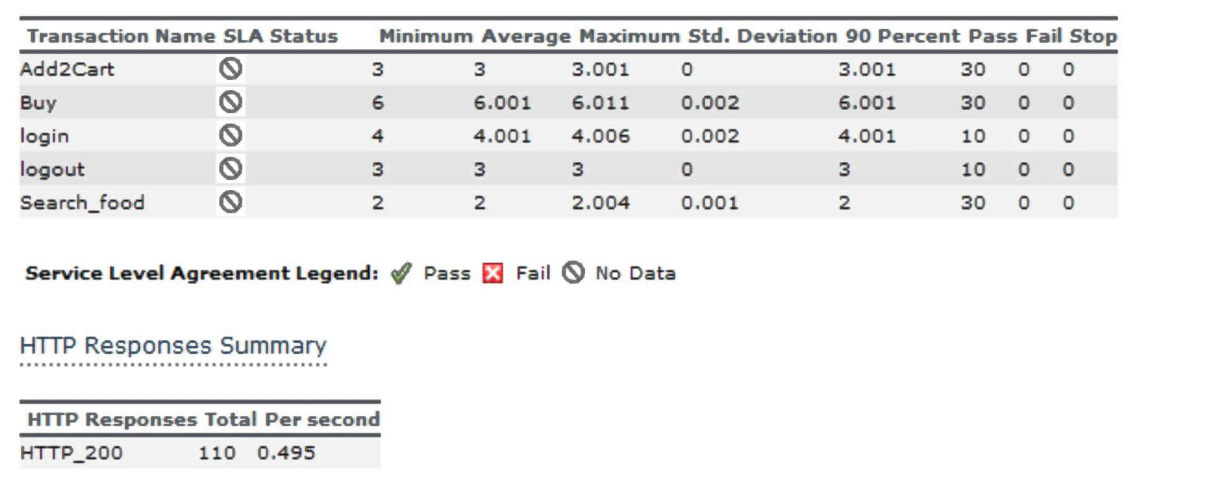 Transaction Name SLA Status Minimum Average Maximum Std. Deviation 90 Percent Pass Fail Stop
Add2Cart 3 3 3.001 0 3.001 30 0 0
Buy 6 6.001 6.011 0.002 6.001 30 0 0
login 4 4.001 4.006 0.002 4.001 10 0 0
logout 3 3 3 0 3 10 0 0
Search_food 2 2 2.004 0.001 2 30 0 0
Service Level Agreement Legend: Pass Fail No Data
HTTP Responses Summary
HTTP Responses Total Per second
HTTP_200 110 0.495